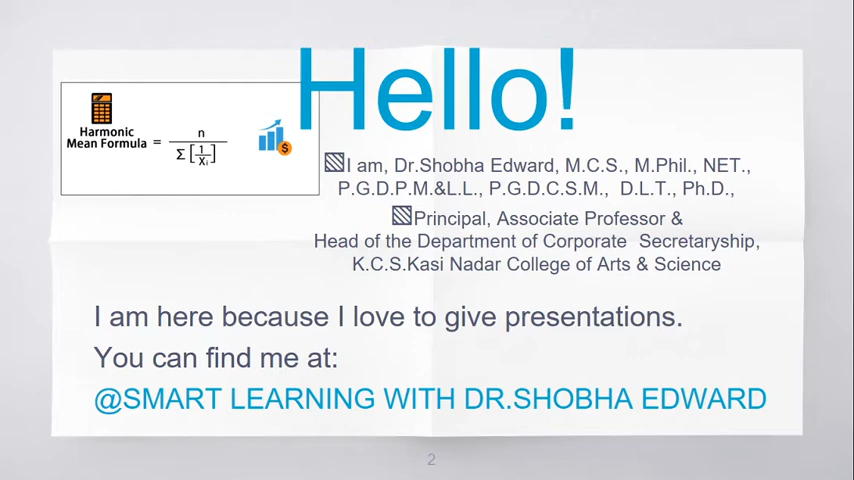 Hello!
Harmonic
Mean Formula = n
Σ [1
Xi]
$
I am, Dr.Shobha Edward, M.C.S., M.Phil., NET.,
P.G.D.P.M.&L.L., P.G.D.C.S.M., D.L.T., Ph.D.,
Principal, Associate Professor &
Head of the Department of Corporate Secretaryship,
K.C.S.Kasi Nadar College of Arts & Science
I am here because I love to give presentations.
You can find me at:
@SMART LEARNING WITH DR.SHOBHA EDWARD
2